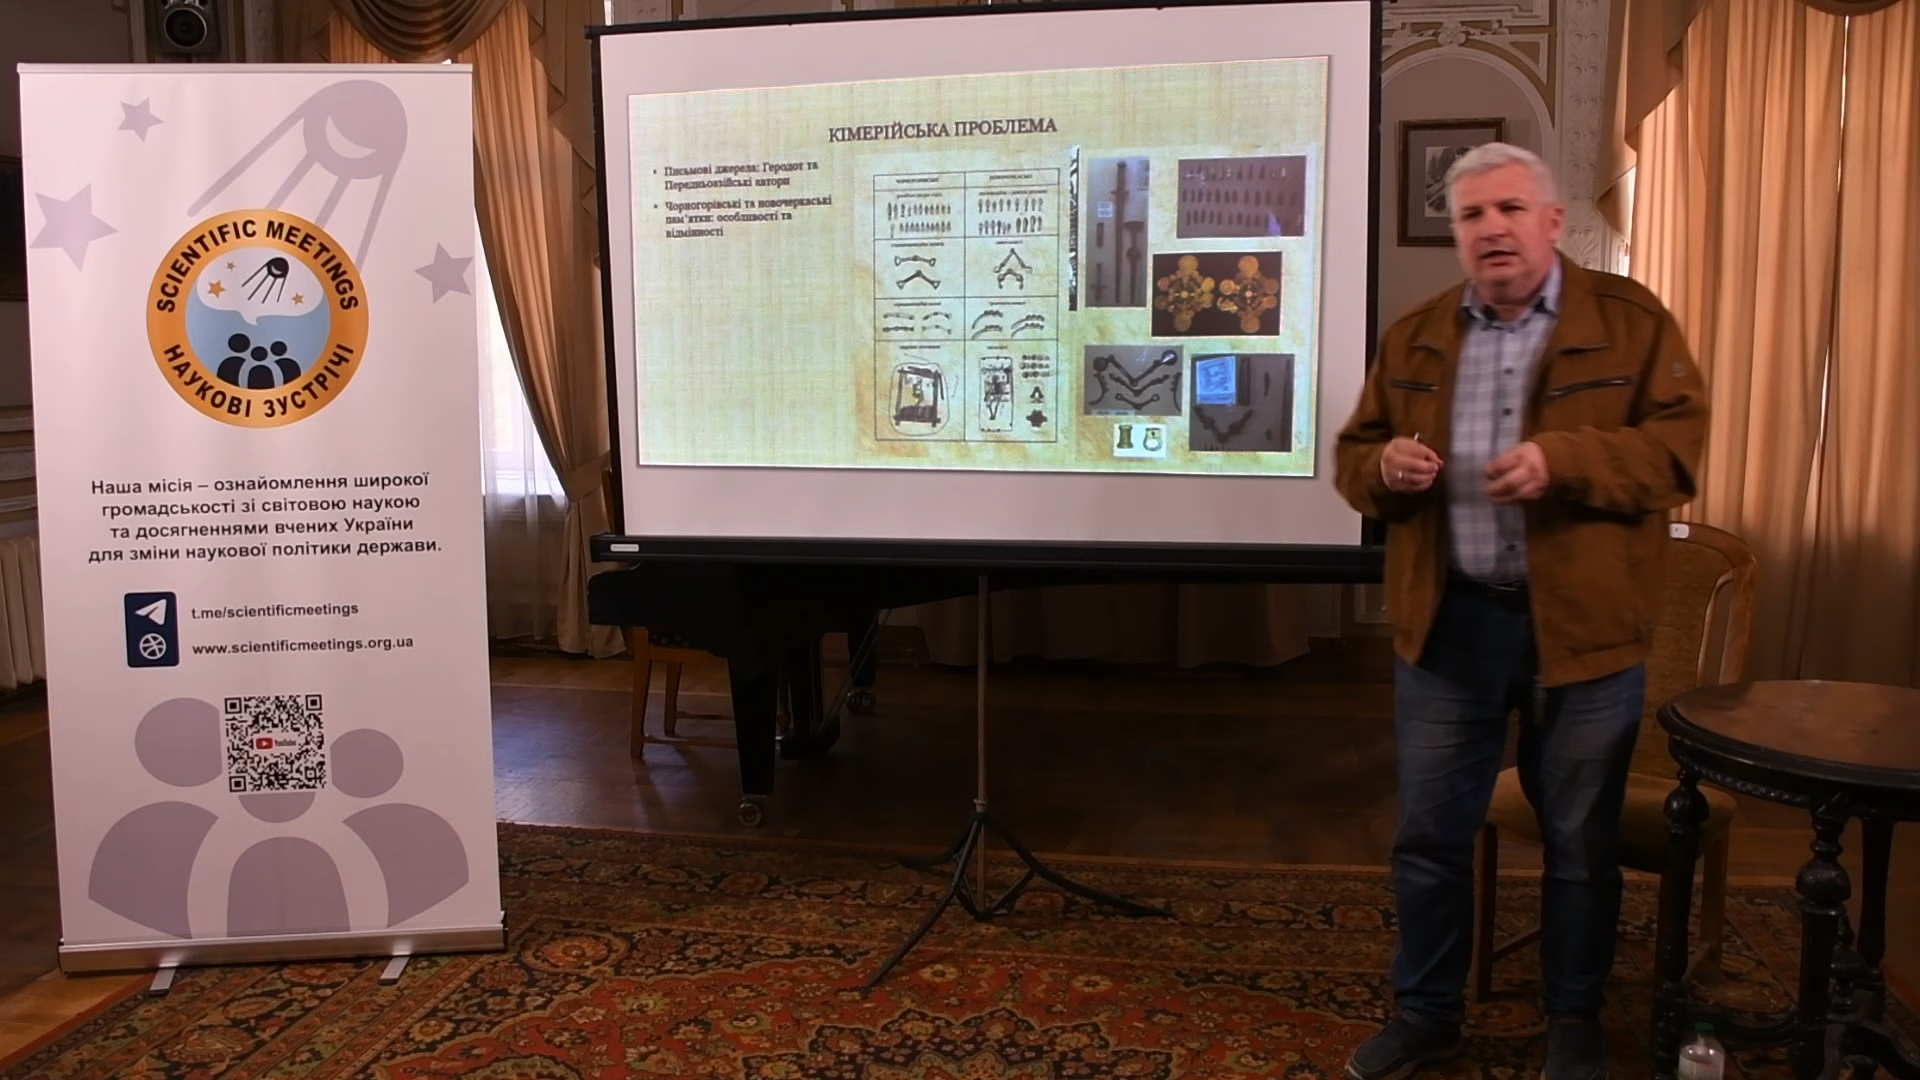 SCIENTIFIC MEETINGS
НАУКОВІ ЗУСТРІЧІ
Наша місія – ознайомлення широкої
громадськості зі світовою наукою
та досягненнями вчених України
для зміни наукової політики держави.
t.me/scientificmeetings
www.scientificmeetings.org.ua
YouTube
КІМЕРІЙСЬКА ПРОБЛЕМА
• Письмові джерела: Геродот та
Передньоазійські автори
• Чорногорівські та новочеркаські
пам'ятки: особливості та
відмінності